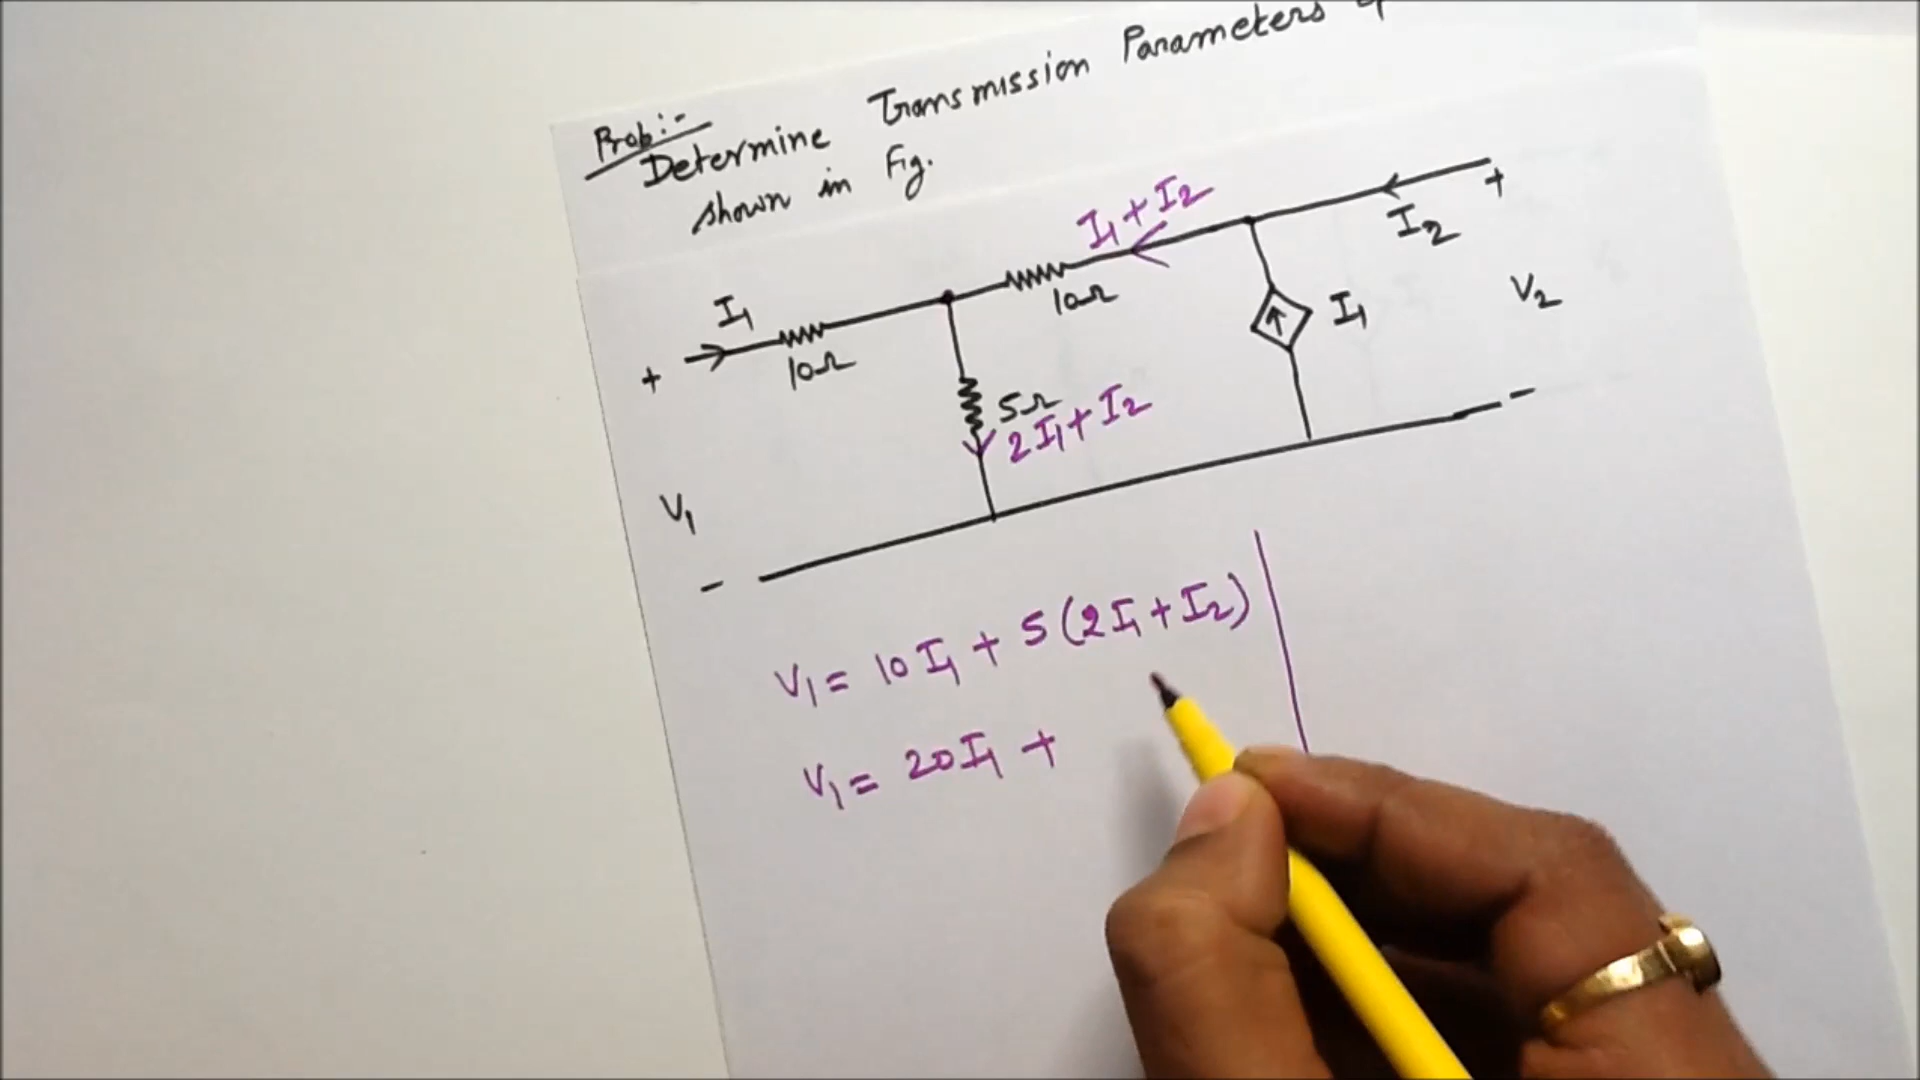 Prob:-
Determine Transmission Parameters
shown in Fig.
I1 + I2
I2
+
I1
10Ω
10Ω
I1
V2
+
5Ω
2I1 + I2
-
V1
-
V1 = 10I1 + 5(2I1 + I2)
V1 = 20I1 +